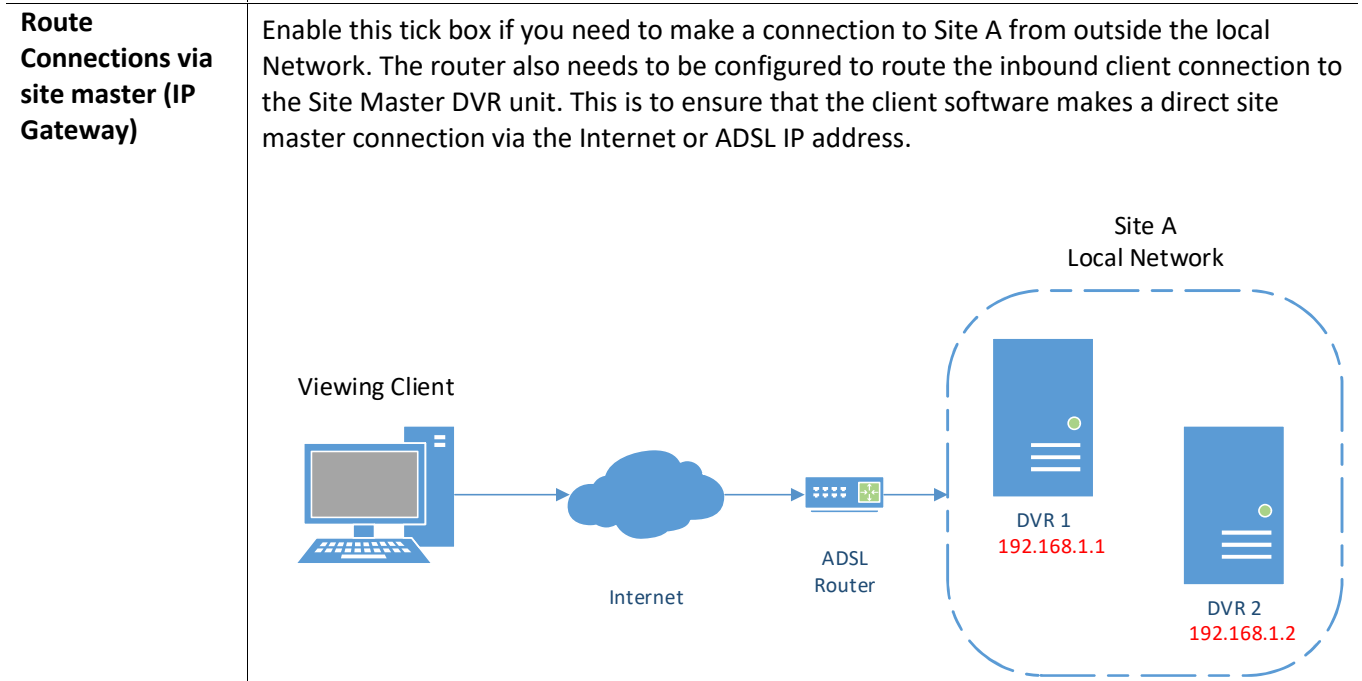 Route
Connections via
site master (IP
Gateway)
Enable this tick box if you need to make a connection to Site A from outside the local
Network. The router also needs to be configured to route the inbound client connection to
the Site Master DVR unit. This is to ensure that the client software makes a direct site
master connection via the Internet or ADSL IP address.
Site A
Local Network
Viewing Client
Internet
ADSL
Router
DVR 1
192.168.1.1
DVR 2
192.168.1.2